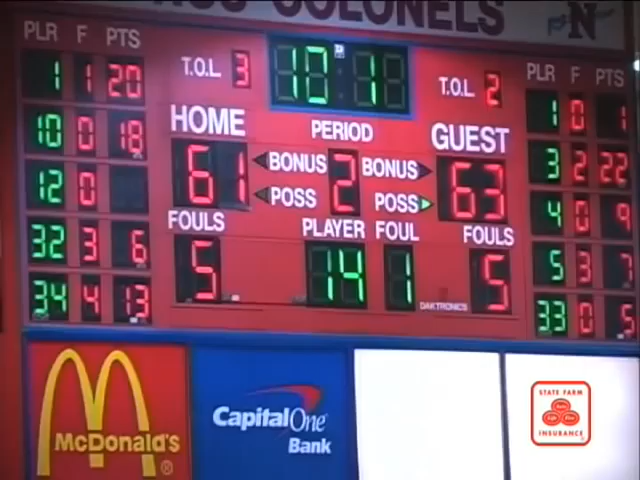 COLONELS
N
PLR F PTS
1 1 20
10 0 18
12 0
32 3 6
34 4 13
T.O.L 3
10:1
T.O.L 2
HOME
61
FOULS
5
PERIOD
2
BONUS BONUS
POSS POSS
PLAYER FOUL
14 1
DAKTRONICS
GUEST
63
FOULS
5
PLR F PTS
1 0 1
3 2 22
4 0 9
5 3 7
33 0 5
McDonald's®
CapitalOne
Bank
STATE FARM
INSURANCE